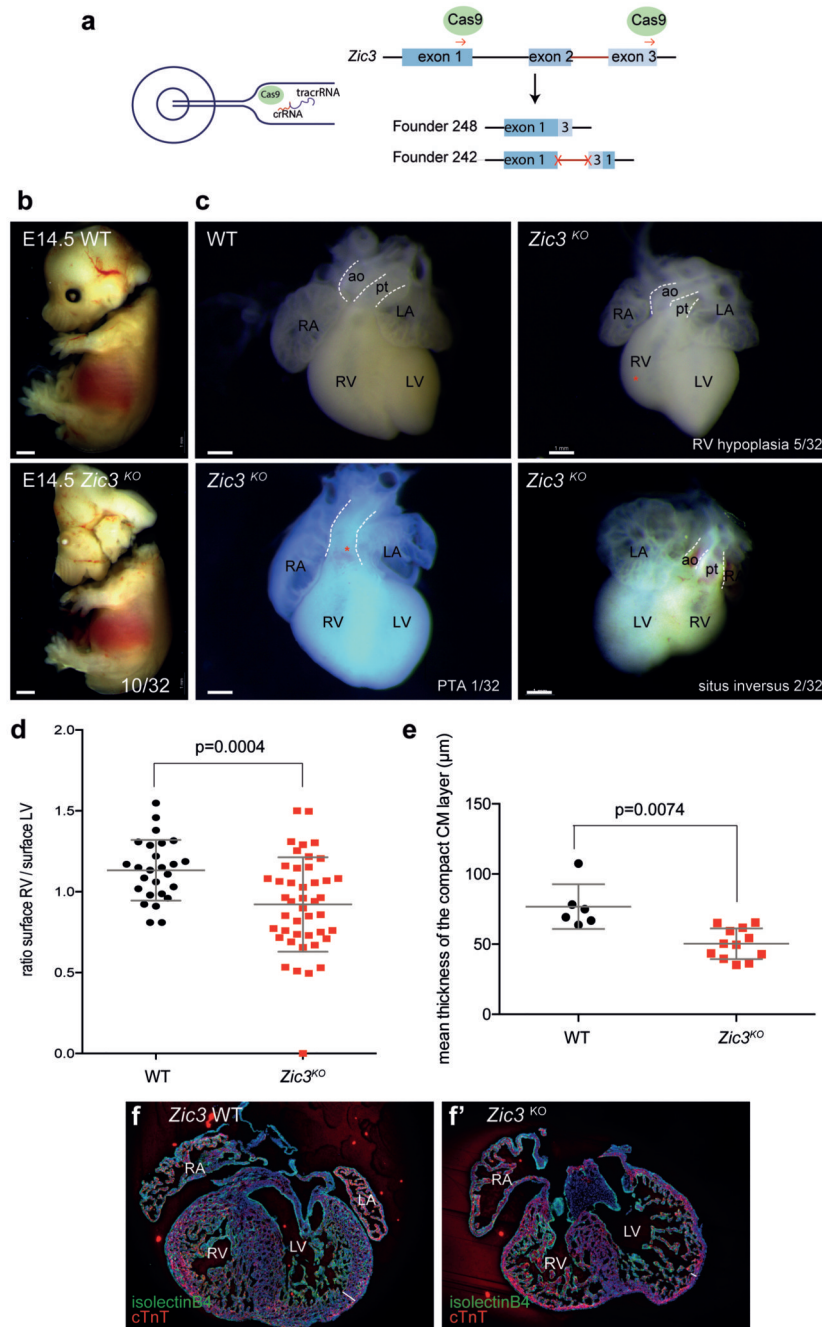 a
Cas9
tracrRNA
crRNA
Cas9 Cas9
Zic3 exon 1 exon 2 exon 3
Founder 248 exon 1 3
Founder 242 exon 1 3 1
b
E14.5 WT
E14.5 Zic3 KO
10/32
c
WT
ao
pt
RA
LA
RV
LV
Zic3 KO
ao
pt
RA
LA
RV
LV
1 mm
RV hypoplasia 5/32
Zic3 KO
RA
LA
RV
LV
PTA 1/32
Zic3 KO
LA
ao
pt
RA
LV
RV
situs inversus 2/32
d
p=0.0004
ratio surface RV / surface LV
2.0
1.5
1.0
0.5
0.0
WT
Zic3KO
e
p=0.0074
mean thickness of the compact CM layer (μm)
150
100
50
0
WT
Zic3KO
f
Zic3 WT
RA
LA
RV
LV
isolectinB4
cTnT
f'
Zic3 KO
RA
LV
RV
isolectinB4
cTnT